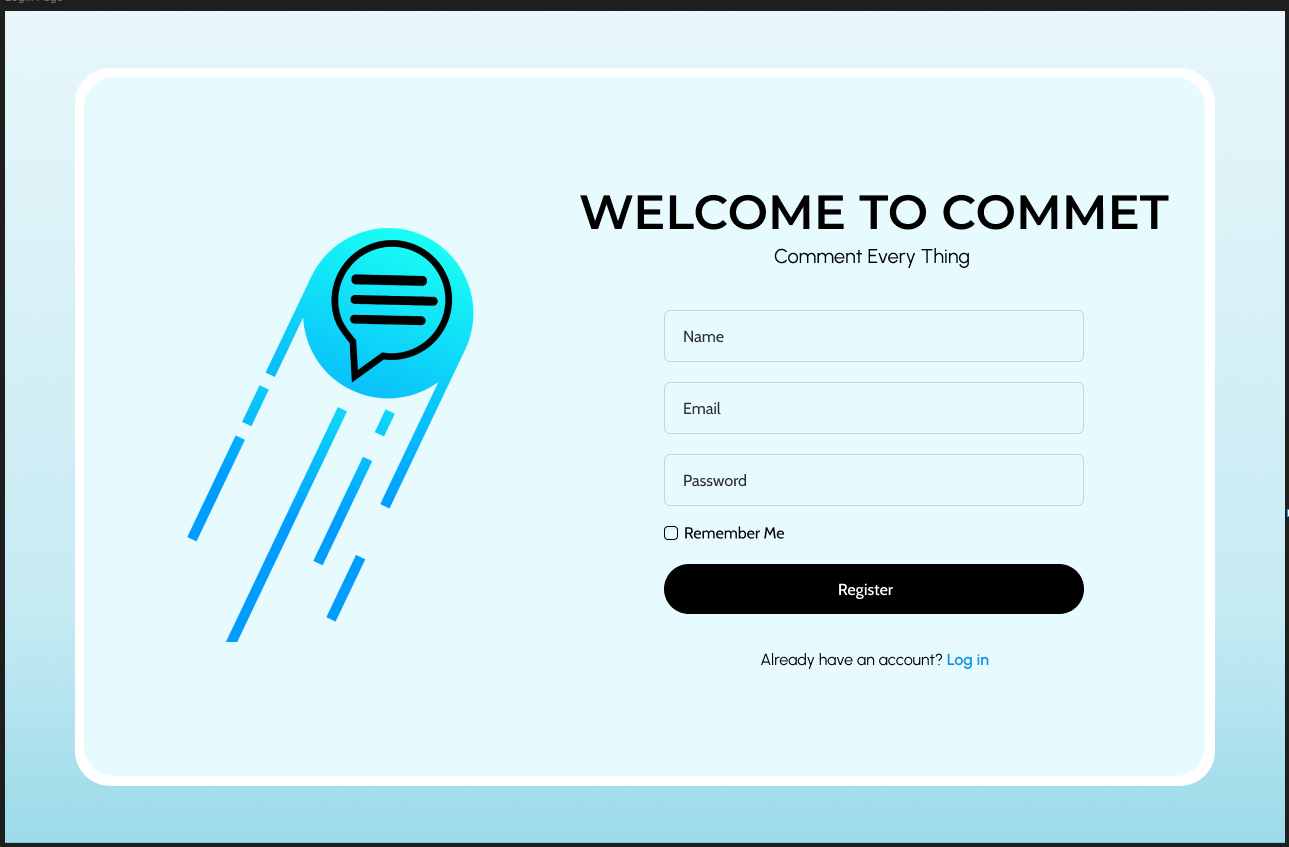 WELCOME TO COMMET
Comment Every Thing
Name
Email
Password
Remember Me
Register
Already have an account? Log in